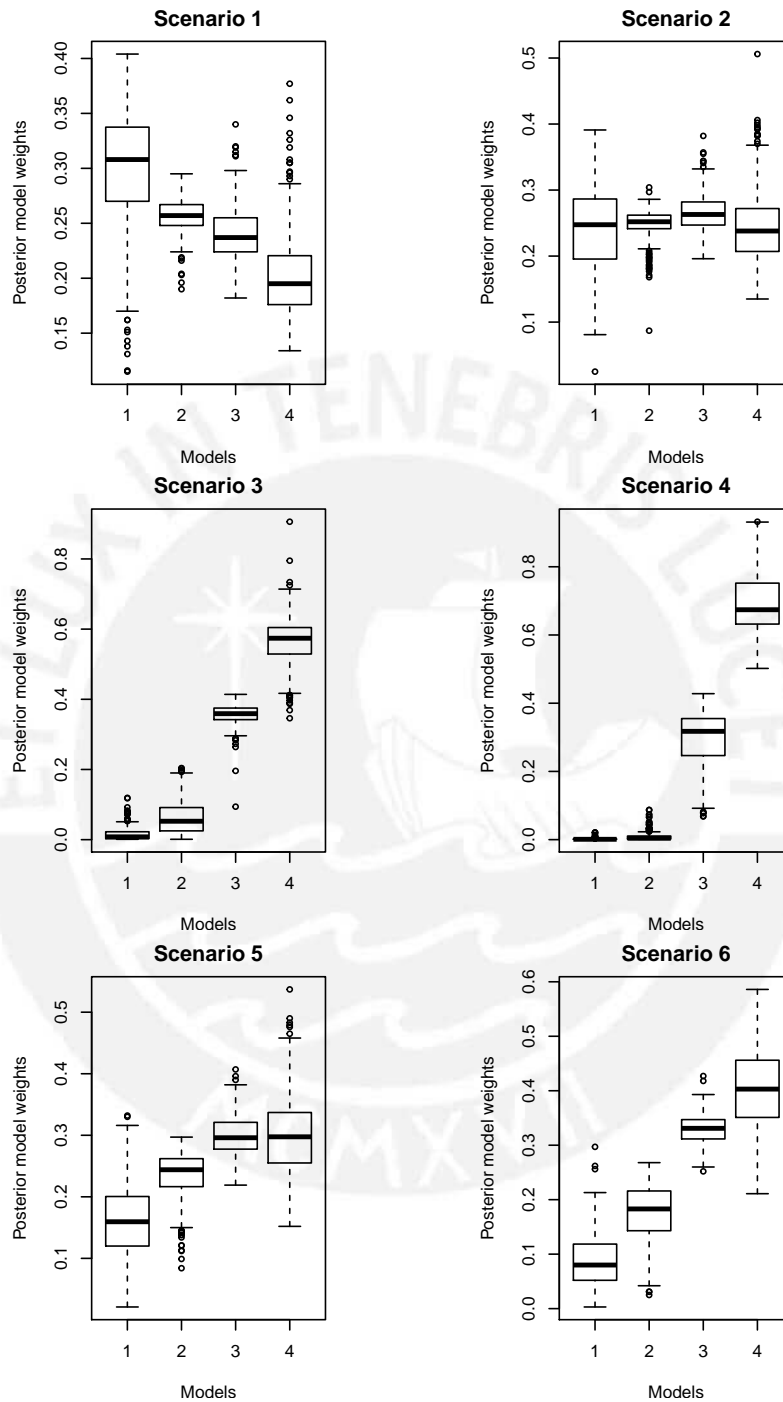 Scenario 1
Posterior model weights
0.15 0.20 0.25 0.30 0.35 0.40
1 2 3 4
Models
Scenario 2
Posterior model weights
0.1 0.2 0.3 0.4 0.5
1 2 3 4
Models
Scenario 3
Posterior model weights
0.0 0.2 0.4 0.6 0.8
1 2 3 4
Models
Scenario 4
Posterior model weights
0.0 0.2 0.4 0.6 0.8
1 2 3 4
Models
Scenario 5
Posterior model weights
0.1 0.2 0.3 0.4 0.5
1 2 3 4
Models
Scenario 6
Posterior model weights
0.0 0.1 0.2 0.3 0.4 0.5 0.6
1 2 3 4
Models
ET LUX IN TENEBRIS LUCET
MCMXVII